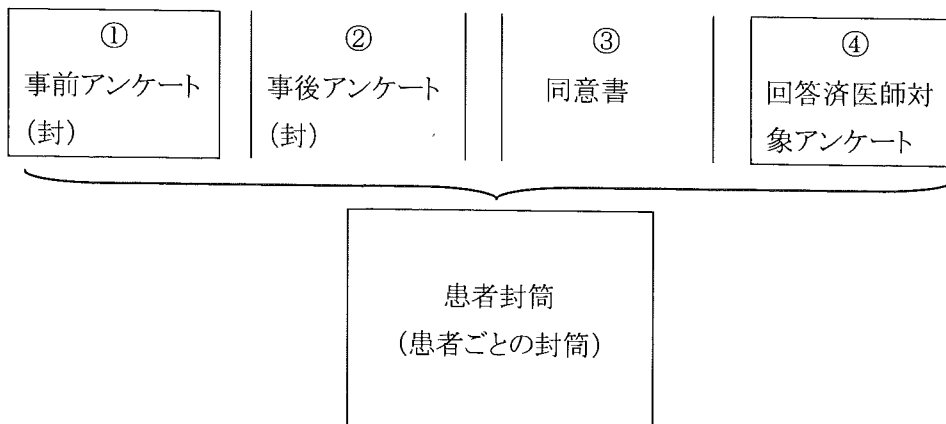 ①
事前アンケート
(封)
②
事後アンケート
(封)
③
同意書
④
回答済医師対
象アンケート
患者封筒
(患者ごとの封筒)